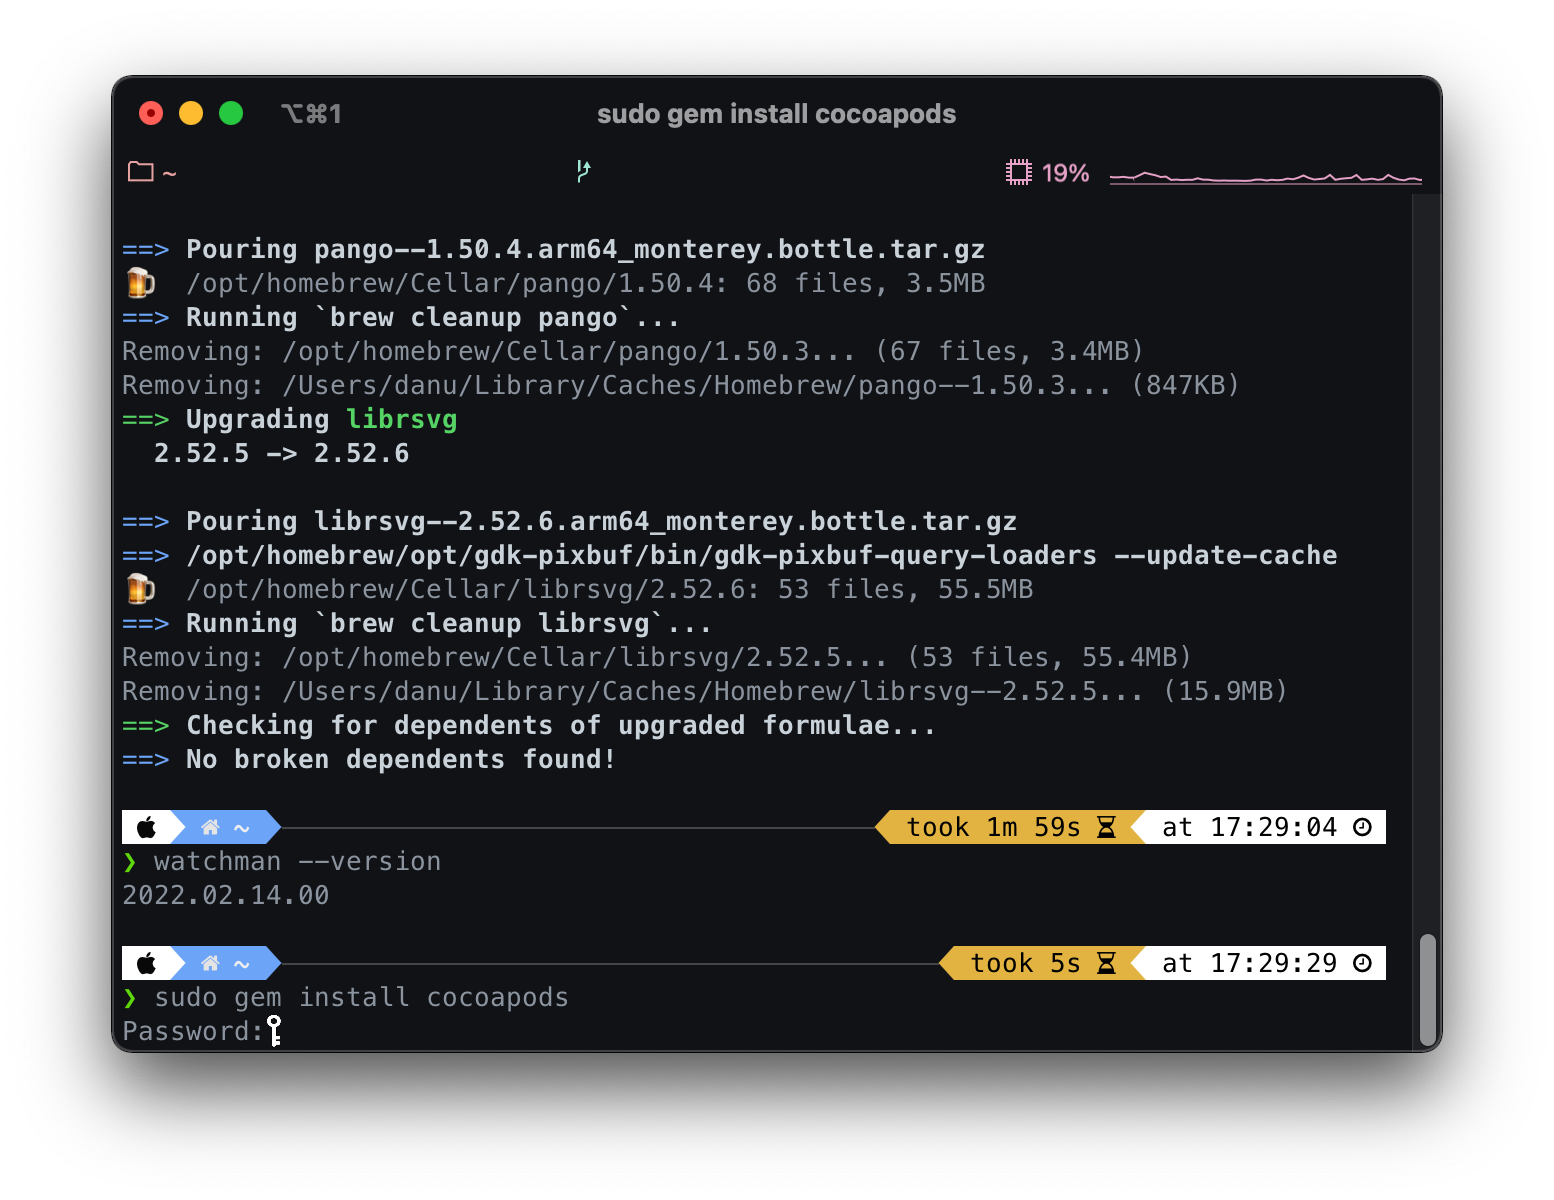 ⌥⌘1 sudo gem install cocoapods
~ 19%
==> Pouring pango--1.50.4.arm64_monterey.bottle.tar.gz
🍺 /opt/homebrew/Cellar/pango/1.50.4: 68 files, 3.5MB
==> Running `brew cleanup pango`...
Removing: /opt/homebrew/Cellar/pango/1.50.3... (67 files, 3.4MB)
Removing: /Users/danu/Library/Caches/Homebrew/pango--1.50.3... (847KB)
==> Upgrading librsvg
2.52.5 -> 2.52.6
==> Pouring librsvg--2.52.6.arm64_monterey.bottle.tar.gz
==> /opt/homebrew/opt/gdk-pixbuf/bin/gdk-pixbuf-query-loaders --update-cache
🍺 /opt/homebrew/Cellar/librsvg/2.52.6: 53 files, 55.5MB
==> Running `brew cleanup librsvg`...
Removing: /opt/homebrew/Cellar/librsvg/2.52.5... (53 files, 55.4MB)
Removing: /Users/danu/Library/Caches/Homebrew/librsvg--2.52.5... (15.9MB)
==> Checking for dependents of upgraded formulae...
==> No broken dependents found!
~ took 1m 59s at 17:29:04
❯ watchman --version
2022.02.14.00
~ took 5s at 17:29:29
❯ sudo gem install cocoapods
Password: